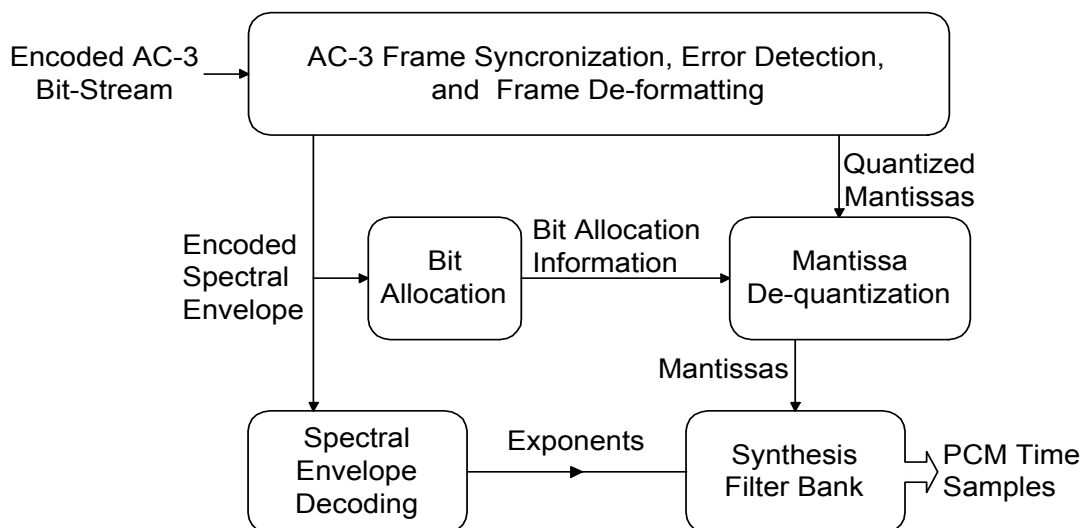 Encoded AC-3
Bit-Stream
AC-3 Frame Syncronization, Error Detection,
and Frame De-formatting
Quantized
Mantissas
Encoded
Spectral
Envelope
Bit
Allocation
Bit Allocation
Information
Mantissa
De-quantization
Mantissas
Spectral
Envelope
Decoding
Exponents
Synthesis
Filter Bank
PCM Time
Samples